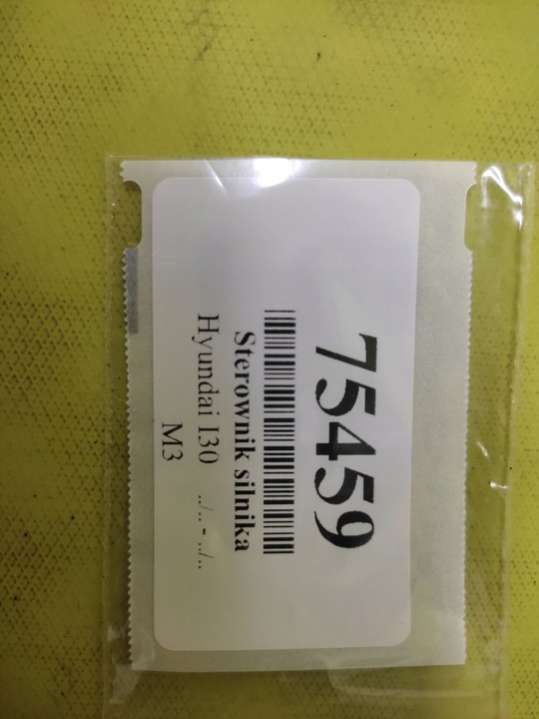 75459
Sterownik silnika
Hyundai I30 ../.. - ../..
M3